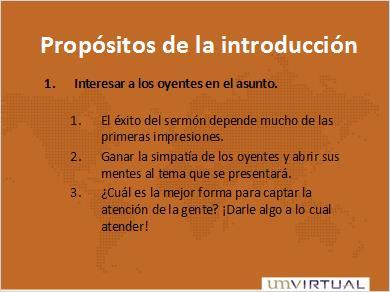 Propósitos de la introducción
1. Interesar a los oyentes en el asunto.
1. El éxito del sermón depende mucho de las
primeras impresiones.
2. Ganar la simpatía de los oyentes y abrir sus
mentes al tema que se presentará.
3. ¿Cuál es la mejor forma para captar la
atención de la gente? ¡Darle algo a lo cual
atender!
umVIRTUAL